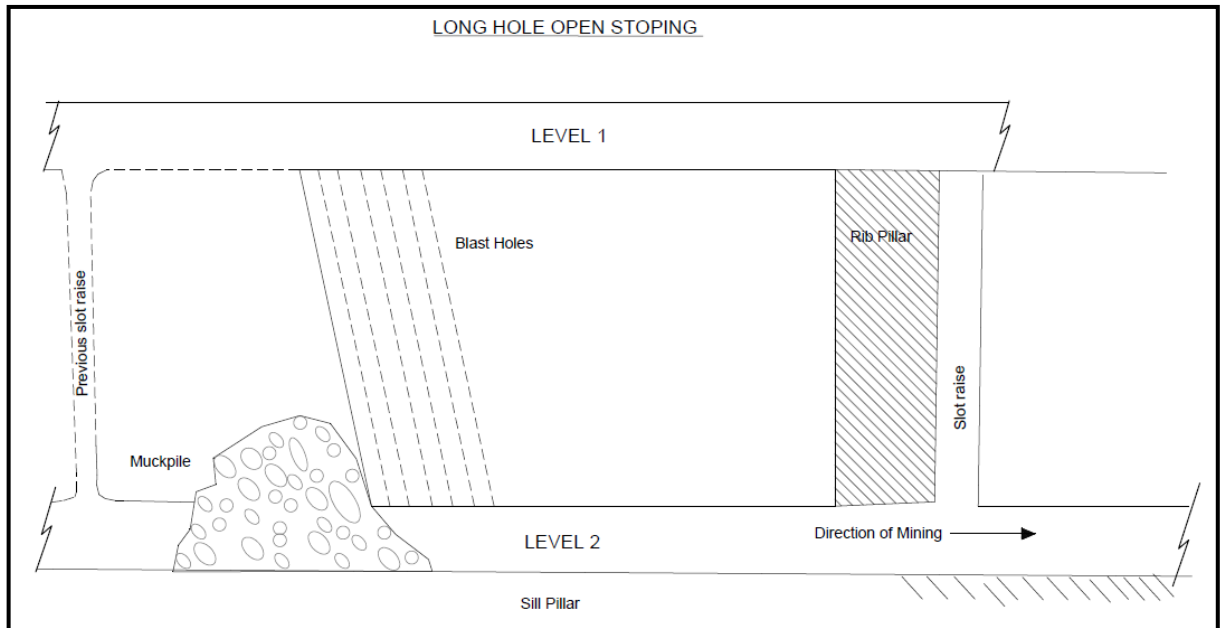 LONG HOLE OPEN STOPING
LEVEL 1
Blast Holes
Rib Pillar
Previous slot raise
Slot raise
Muckpile
Direction of Mining
LEVEL 2
Sill Pillar